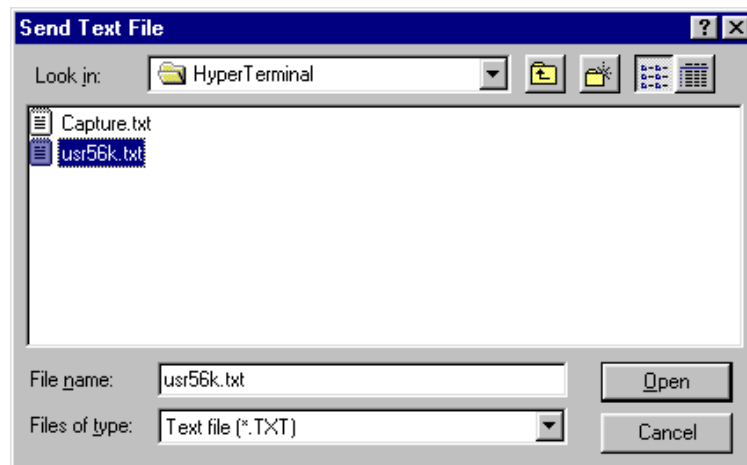 Send Text File
Look in: HyperTerminal
Capture.txt
usr56k.txt
File name: usr56k.txt
Open
Files of type: Text file (*.TXT)
Cancel